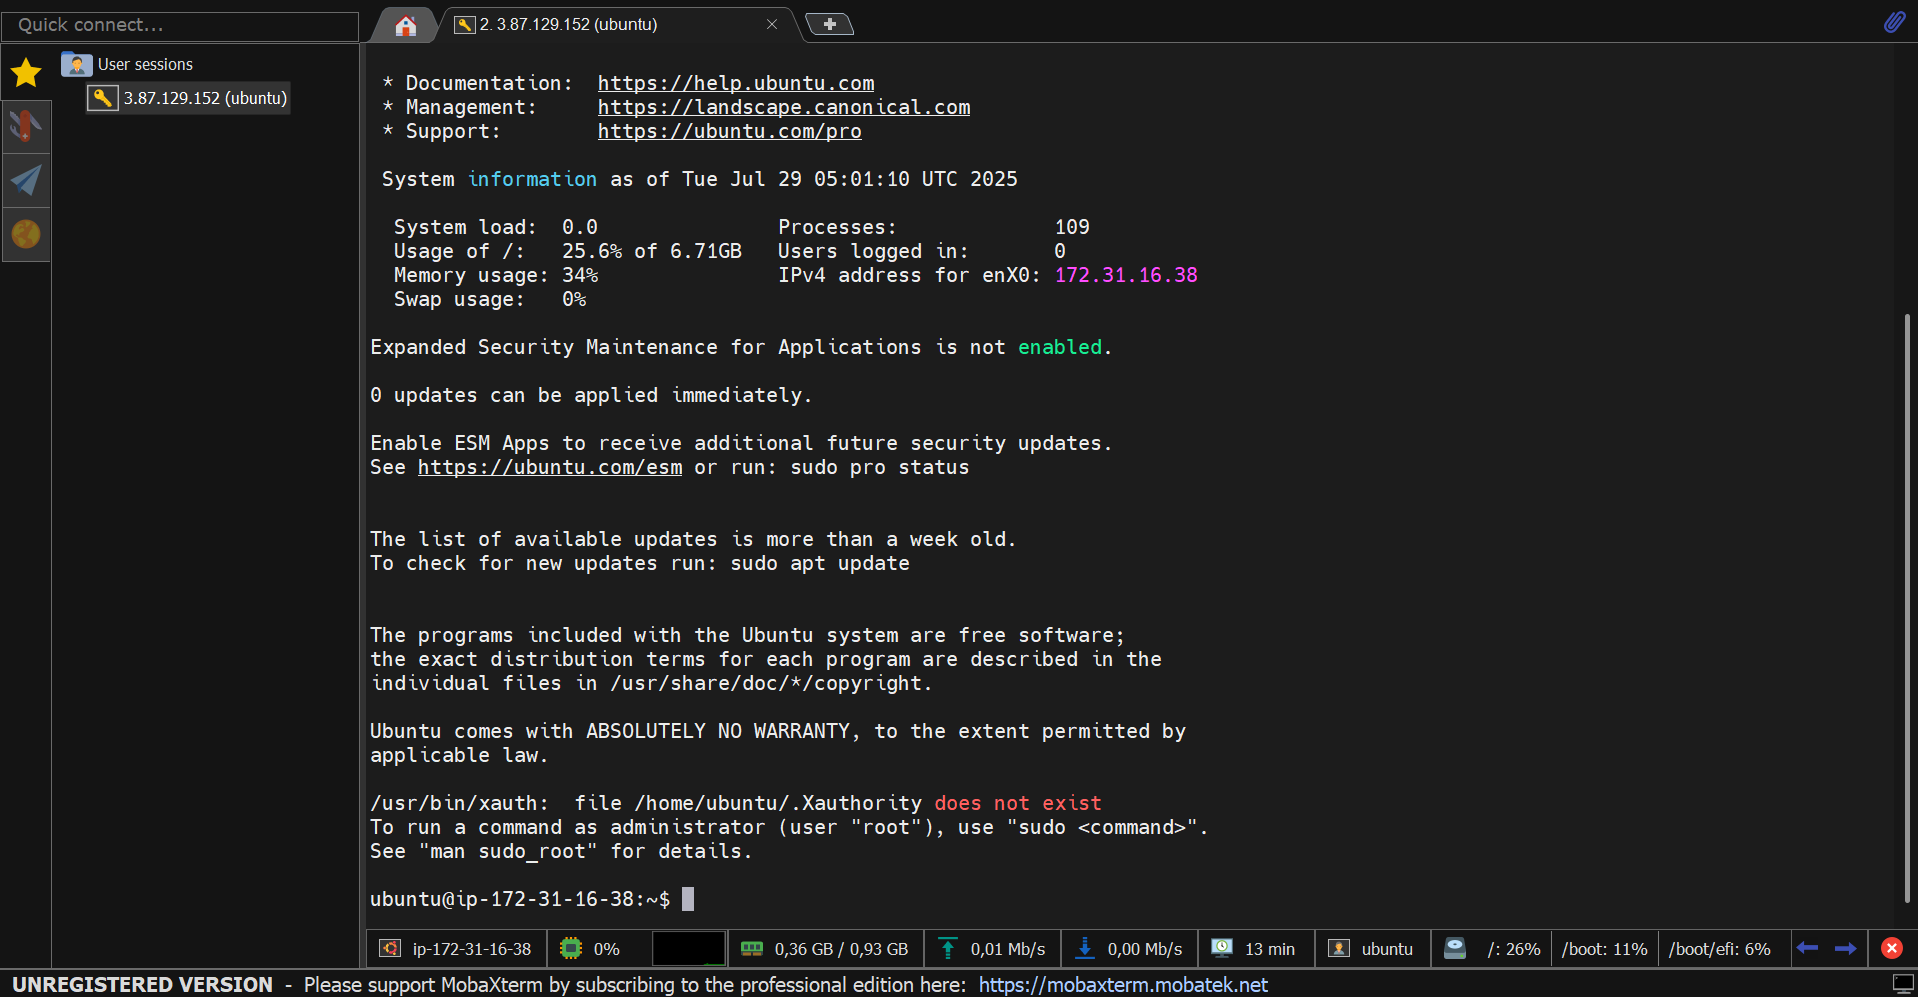 Quick connect...
2. 3.87.129.152 (ubuntu)
User sessions
3.87.129.152 (ubuntu)
* Documentation:  https://help.ubuntu.com
* Management:     https://landscape.canonical.com
* Support:        https://ubuntu.com/pro
System information as of Tue Jul 29 05:01:10 UTC 2025
System load:  0.0               Processes:             109
Usage of /:   25.6% of 6.71GB   Users logged in:       0
Memory usage: 34%               IPv4 address for enX0: 172.31.16.38
Swap usage:   0%
Expanded Security Maintenance for Applications is not enabled.
0 updates can be applied immediately.
Enable ESM Apps to receive additional future security updates.
See https://ubuntu.com/esm or run: sudo pro status
The list of available updates is more than a week old.
To check for new updates run: sudo apt update
The programs included with the Ubuntu system are free software;
the exact distribution terms for each program are described in the
individual files in /usr/share/doc/*/copyright.
Ubuntu comes with ABSOLUTELY NO WARRANTY, to the extent permitted by
applicable law.
/usr/bin/xauth:  file /home/ubuntu/.Xauthority does not exist
To run a command as administrator (user "root"), use "sudo <command>".
See "man sudo_root" for details.
ubuntu@ip-172-31-16-38:~$
ip-172-31-16-38 0% 0,36 GB / 0,93 GB 0,01 Mb/s 0,00 Mb/s 13 min ubuntu /: 26% /boot: 11% /boot/efi: 6%
UNREGISTERED VERSION - Please support MobaXterm by subscribing to the professional edition here: https://mobaxterm.mobatek.net